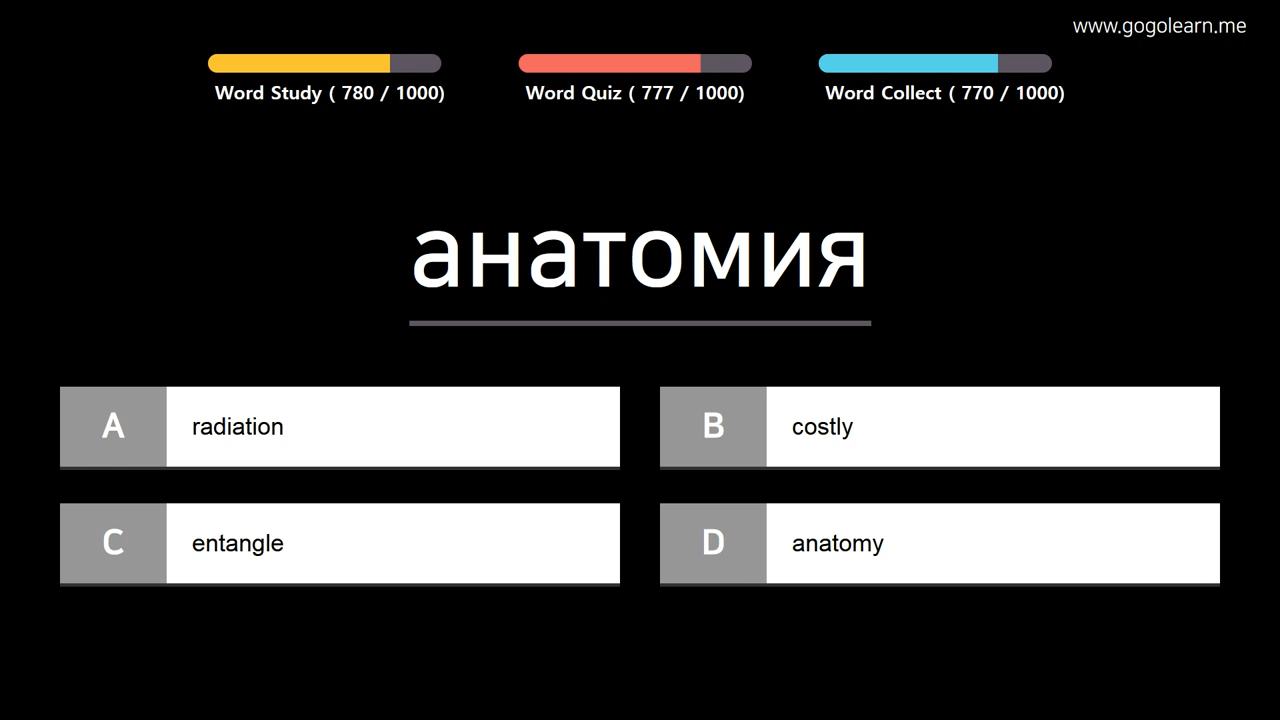 www.gogolearn.me
Word Study ( 780 / 1000)
Word Quiz ( 777 / 1000)
Word Collect ( 770 / 1000)
анатомия
A radiation
B costly
C entangle
D anatomy